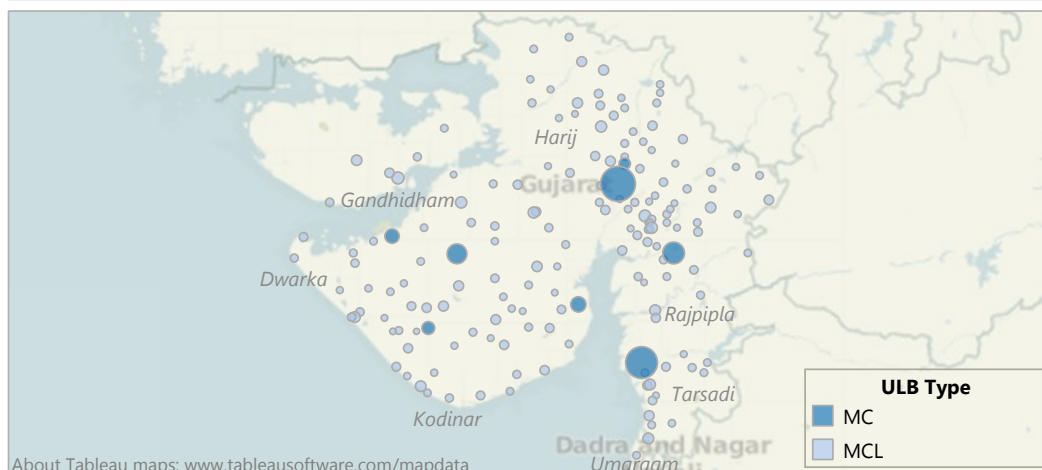 Harij
Gujarat
Gandhidham
Dwarka
Rajpipla
Tarsadi
Kodinar
ULB Type
MC
MCL
Dadra and Nagar
Umargam
About Tableau maps: www.tableausoftware.com/mapdata